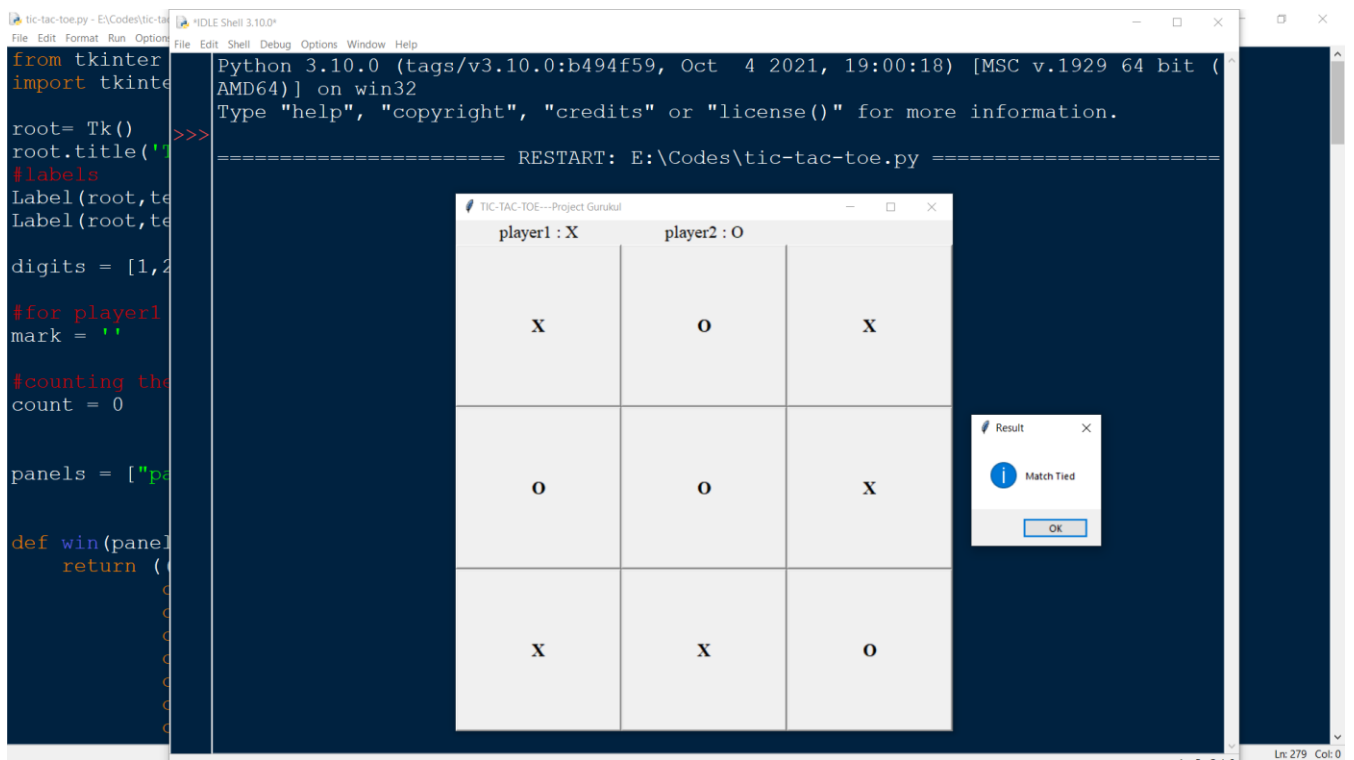 tic-tac-toe.py - E:\Codes\tic-ta
File Edit Format Run Option
from tkinter
import tkinte
root= Tk()
root.title('T
#labels
Label(root,te
Label(root,te
digits = [1,2
#for player1
mark = ''
#counting the
count = 0
panels = ["pa
def win(panel
return ((
*IDLE Shell 3.10.0*
File Edit Shell Debug Options Window Help
Python 3.10.0 (tags/v3.10.0:b494f59, Oct 4 2021, 19:00:18) [MSC v.1929 64 bit (
AMD64)] on win32
Type "help", "copyright", "credits" or "license()" for more information.
>>>
======================= RESTART: E:\Codes\tic-tac-toe.py =======================
TIC-TAC-TOE---Project Gurukul
player1 : X player2 : O
X O X
O O X
X X O
Result
Match Tied
OK
Ln: 279 Col: 0